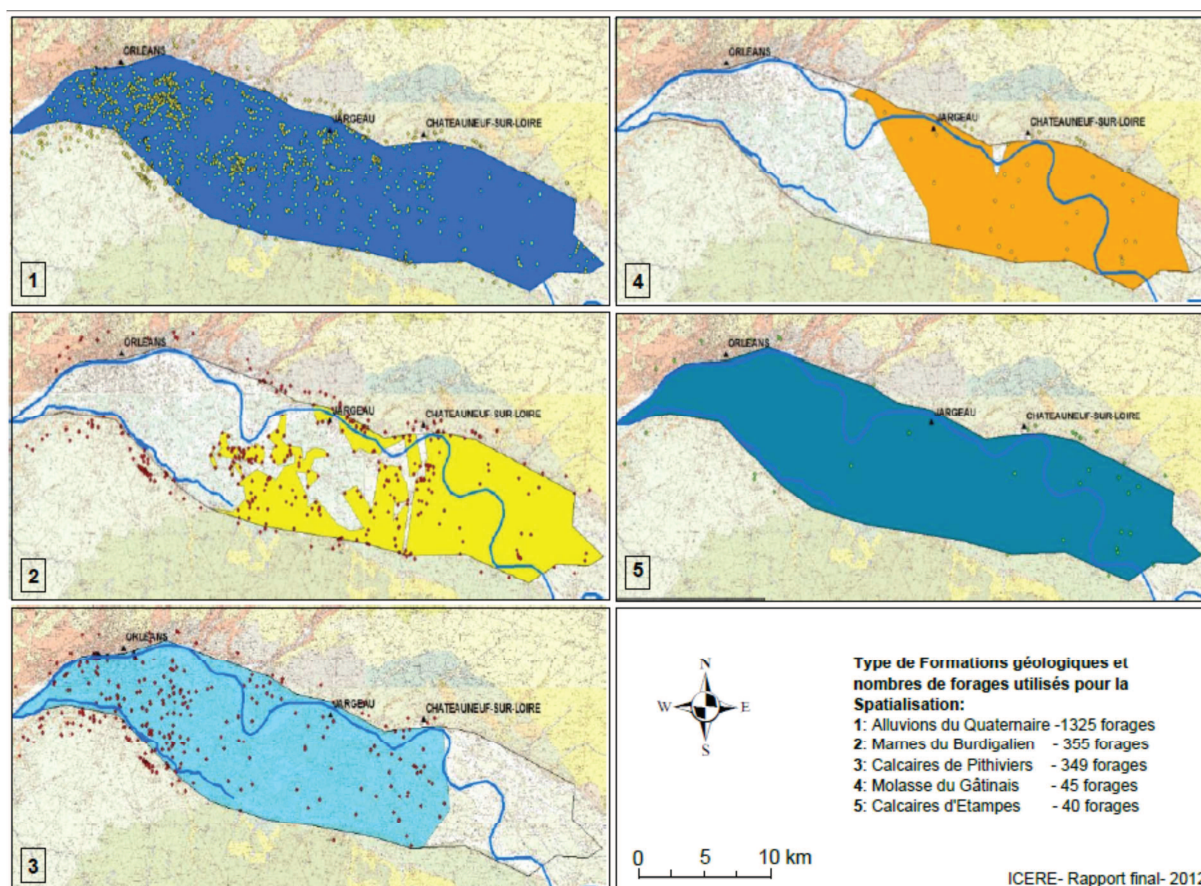 ORLEANS
JARGEAU
CHATEAUNEUF-SUR-LOIRE
1
ORLEANS
JARGEAU
CHATEAUNEUF-SUR-LOIRE
4
ORLEANS
JARGEAU
CHATEAUNEUF-SUR-LOIRE
2
ORLEANS
JARGEAU
CHATEAUNEUF-SUR-LOIRE
5
ORLEANS
JARGEAU
CHATEAUNEUF-SUR-LOIRE
3
N
W E
S
0 5 10 km
Type de Formations géologiques et
nombres de forages utilisés pour la
Spatialisation:
1: Alluvions du Quaternaire -1325 forages
2: Marnes du Burdigalien - 355 forages
3: Calcaires de Pithiviers - 349 forages
4: Molasse du Gâtinais - 45 forages
5: Calcaires d'Etampes - 40 forages
ICERE- Rapport final- 2012